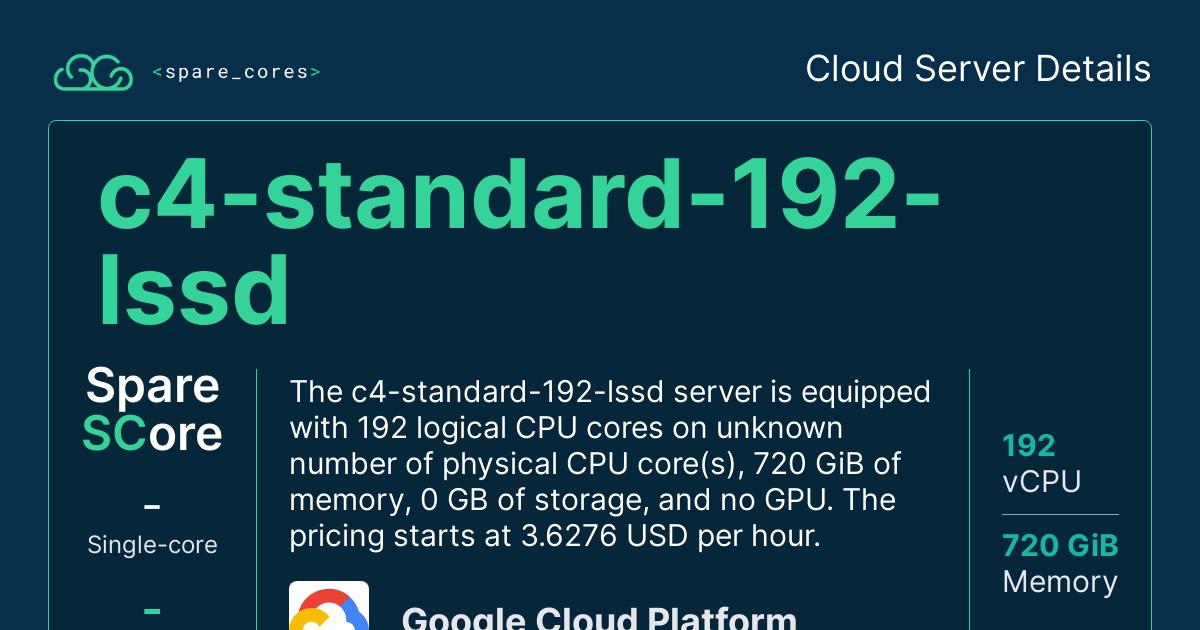 <spare_cores>
Cloud Server Details
c4-standard-192-
lssd
Spare
SCore
–
Single-core
–
The c4-standard-192-lssd server is equipped
with 192 logical CPU cores on unknown
number of physical CPU core(s), 720 GiB of
memory, 0 GB of storage, and no GPU. The
pricing starts at 3.6276 USD per hour.
Google Cloud Platform
192
vCPU
720 GiB
Memory